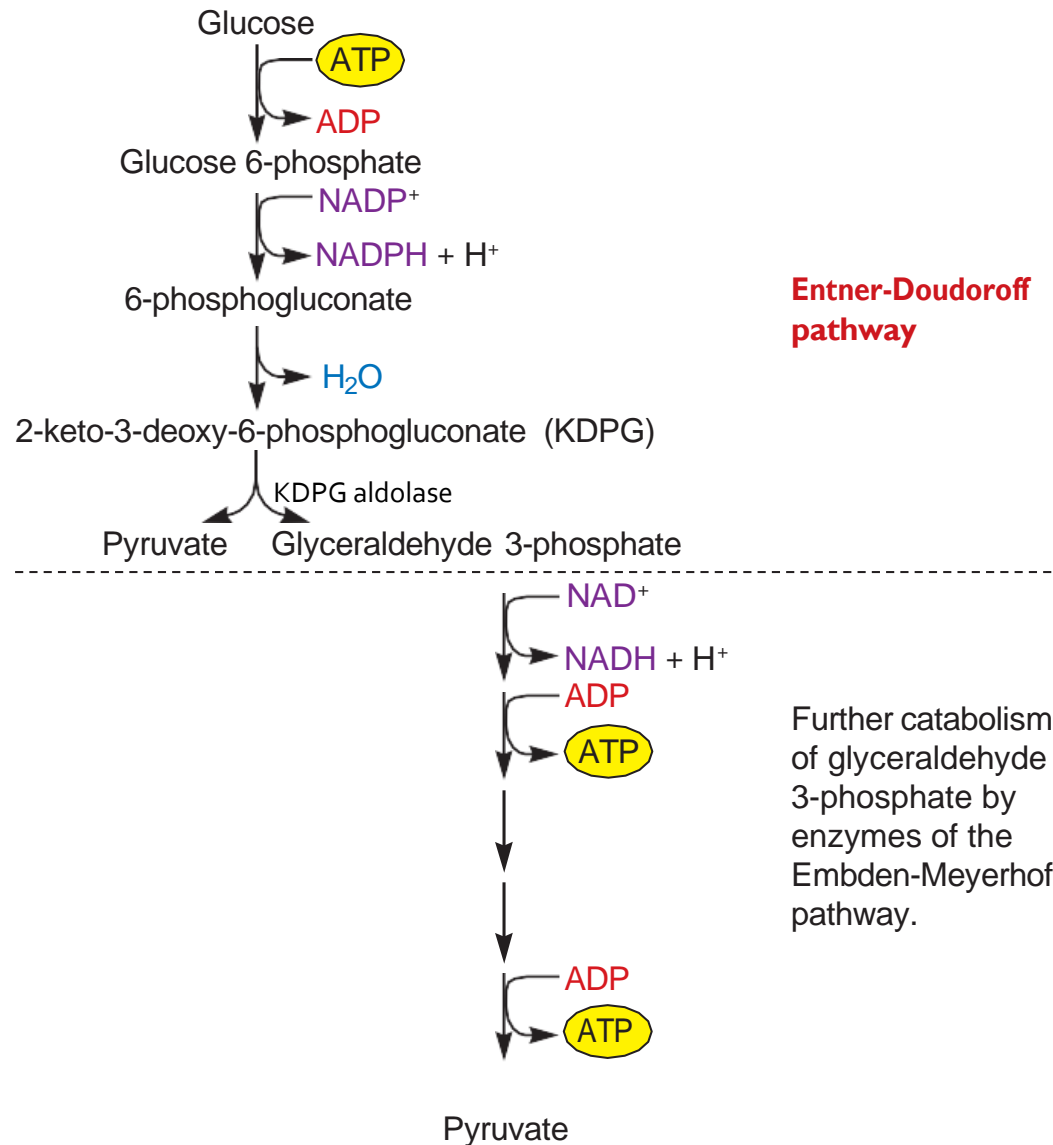 Glucose
ATP
ADP
Glucose 6-phosphate
NADP⁺
NADPH + H⁺
6-phosphogluconate
Entner-Doudoroff
pathway
H₂O
2-keto-3-deoxy-6-phosphogluconate (KDPG)
KDPG aldolase
Pyruvate Glyceraldehyde 3-phosphate
NAD⁺
NADH + H⁺
ADP
ATP
Further catabolism
of glyceraldehyde
3-phosphate by
enzymes of the
Embden-Meyerhof
pathway.
ADP
ATP
Pyruvate